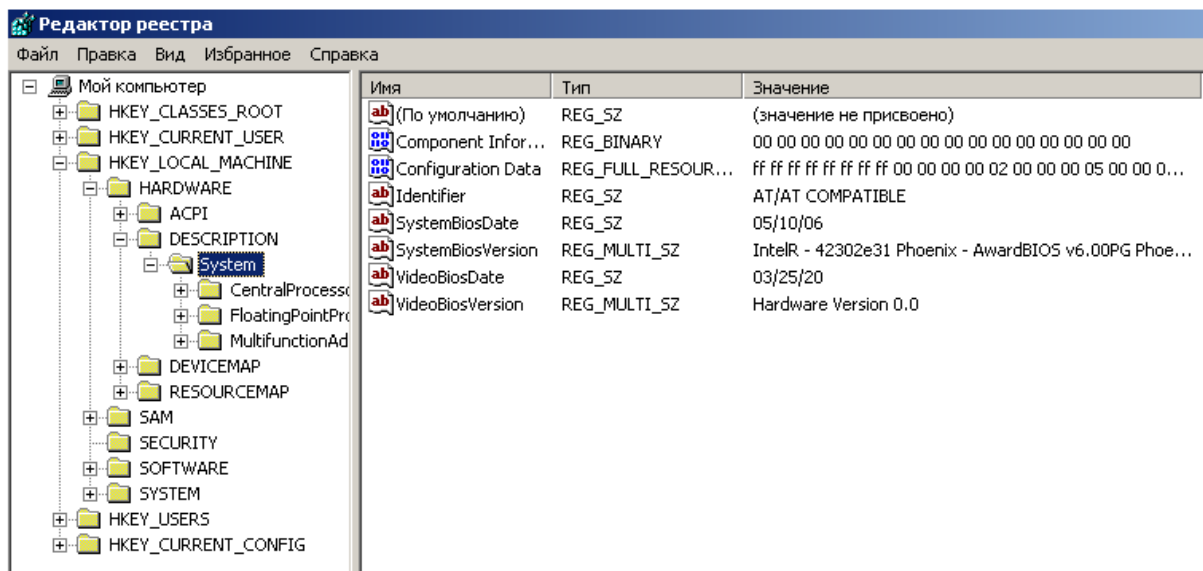 Редактор реестра
Файл Правка Вид Избранное Справка
Мой компьютер
HKEY_CLASSES_ROOT
HKEY_CURRENT_USER
HKEY_LOCAL_MACHINE
HARDWARE
ACPI
DESCRIPTION
System
CentralProcesso
FloatingPointPro
MultifunctionAd
DEVICEMAP
RESOURCEMAP
SAM
SECURITY
SOFTWARE
SYSTEM
HKEY_USERS
HKEY_CURRENT_CONFIG
Имя Тип Значение
(По умолчанию) REG_SZ (значение не присвоено)
Component Infor... REG_BINARY 00 00 00 00 00 00 00 00 00 00 00 00 00 00 00 00
Configuration Data REG_FULL_RESOUR... ff ff ff ff ff ff ff ff 00 00 00 00 02 00 00 00 05 00 00 0...
Identifier REG_SZ AT/AT COMPATIBLE
SystemBiosDate REG_SZ 05/10/06
SystemBiosVersion REG_MULTI_SZ IntelR - 42302e31 Phoenix - AwardBIOS v6.00PG Phoe...
VideoBiosDate REG_SZ 03/25/20
VideoBiosVersion REG_MULTI_SZ Hardware Version 0.0